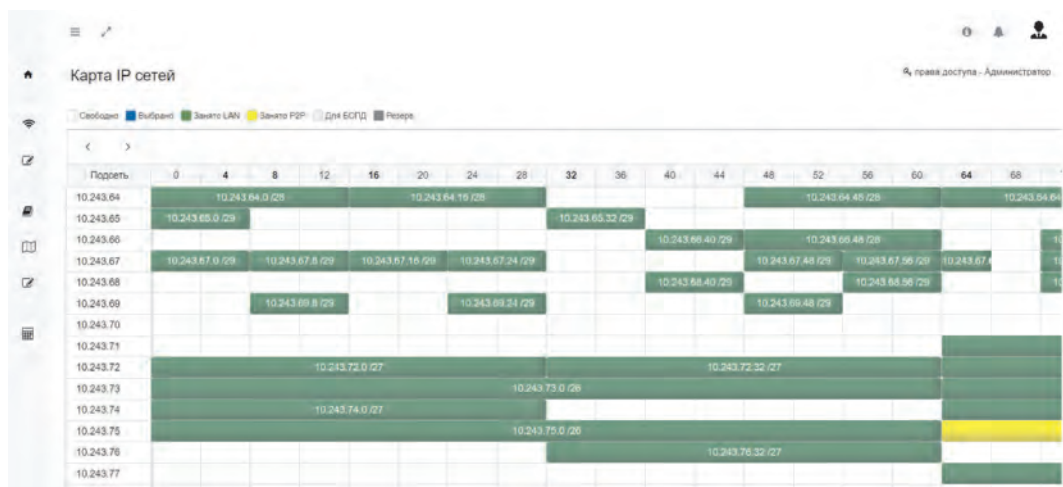 Карта IP сетей
права доступа - Администратор
Свободно Выбрано Занято LAN Занято P2P Для БСПД Резерв
Подсеть 0 4 8 12 16 20 24 28 32 36 40 44 48 52 56 60 64 68
10.243.64 10.243.64.0 /28 10.243.64.16 /28 10.243.64.48 /28 10.243.64.64
10.243.65 10.243.65.0 /29 10.243.65.32 /29
10.243.66 10.243.66.40 /29 10.243.66.48 /28
10.243.67 10.243.67.0 /29 10.243.67.8 /29 10.243.67.16 /29 10.243.67.24 /29 10.243.67.48 /29 10.243.67.56 /29 10.243.67.6
10.243.68 10.243.68.40 /29 10.243.68.56 /29
10.243.69 10.243.69.8 /29 10.243.69.24 /29 10.243.69.48 /29
10.243.70
10.243.71
10.243.72 10.243.72.0 /27 10.243.72.32 /27
10.243.73 10.243.73.0 /26
10.243.74 10.243.74.0 /27
10.243.75 10.243.75.0 /26
10.243.76 10.243.76.32 /27
10.243.77